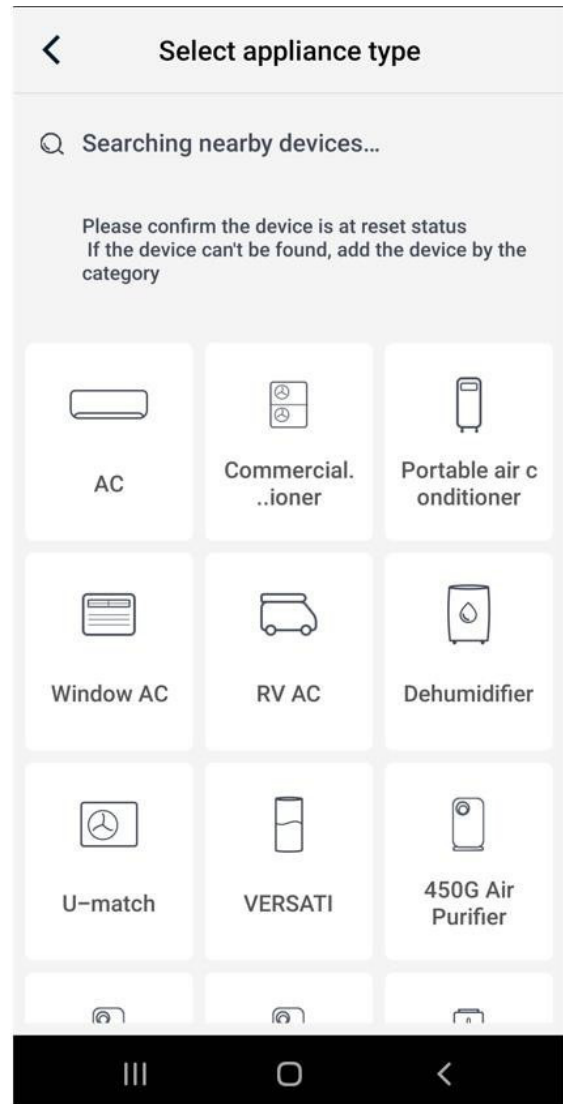 Select appliance type
Searching nearby devices...
Please confirm the device is at reset status
If the device can't be found, add the device by the
category
AC
Commercial.
..ioner
Portable air c
onditioner
Window AC
RV AC
Dehumidifier
U-match
VERSATI
450G Air
Purifier